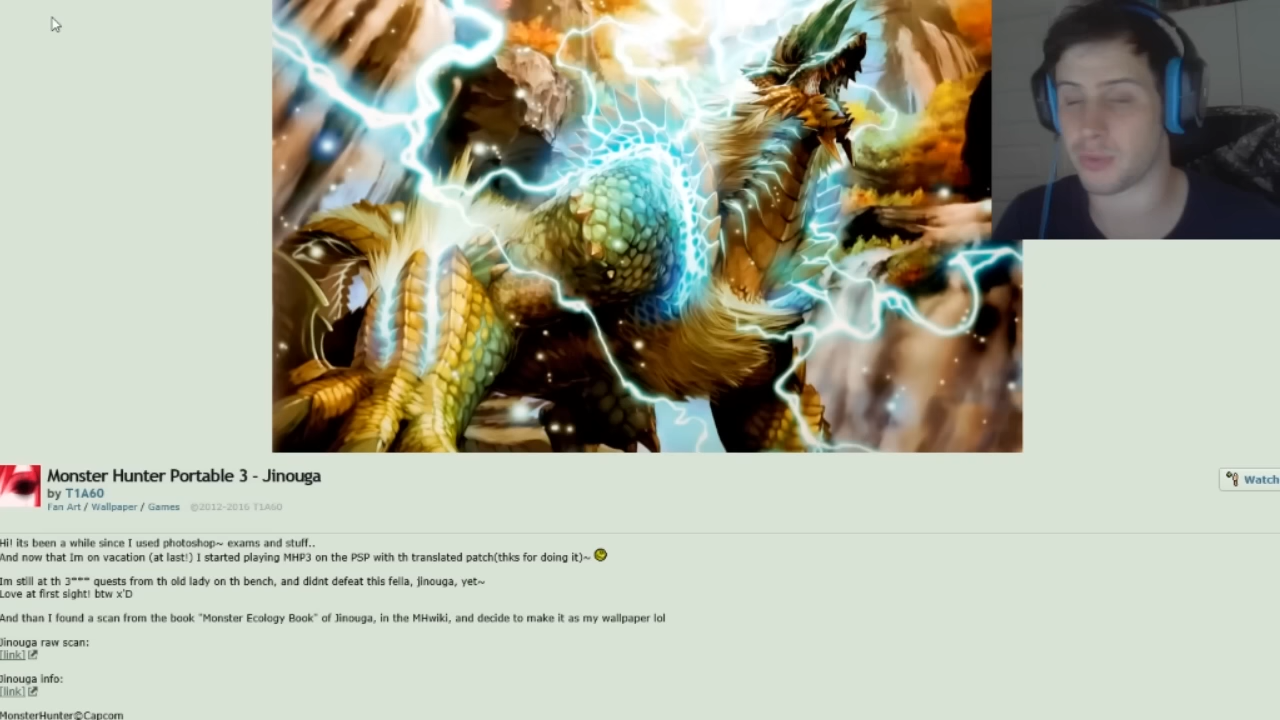 Monster Hunter Portable 3 - Jinouga
by T1A60
Fan Art / Wallpaper / Games ©2012-2016 T1A60
Watch
Hi! its been a while since I used photoshop~ exams and stuff..
And now that Im on vacation (at last!) I started playing MHP3 on the PSP with th translated patch(thks for doing it)~
Im still at th 3*** quests from th old lady on th bench, and didnt defeat this fella, jinouga, yet~
Love at first sight! btw x'D
And than I found a scan from the book "Monster Ecology Book" of Jinouga, in the MHwiki, and decide to make it as my wallpaper lol
Jinouga raw scan:
[link]
Jinouga info:
[link]
MonsterHunter©Capcom